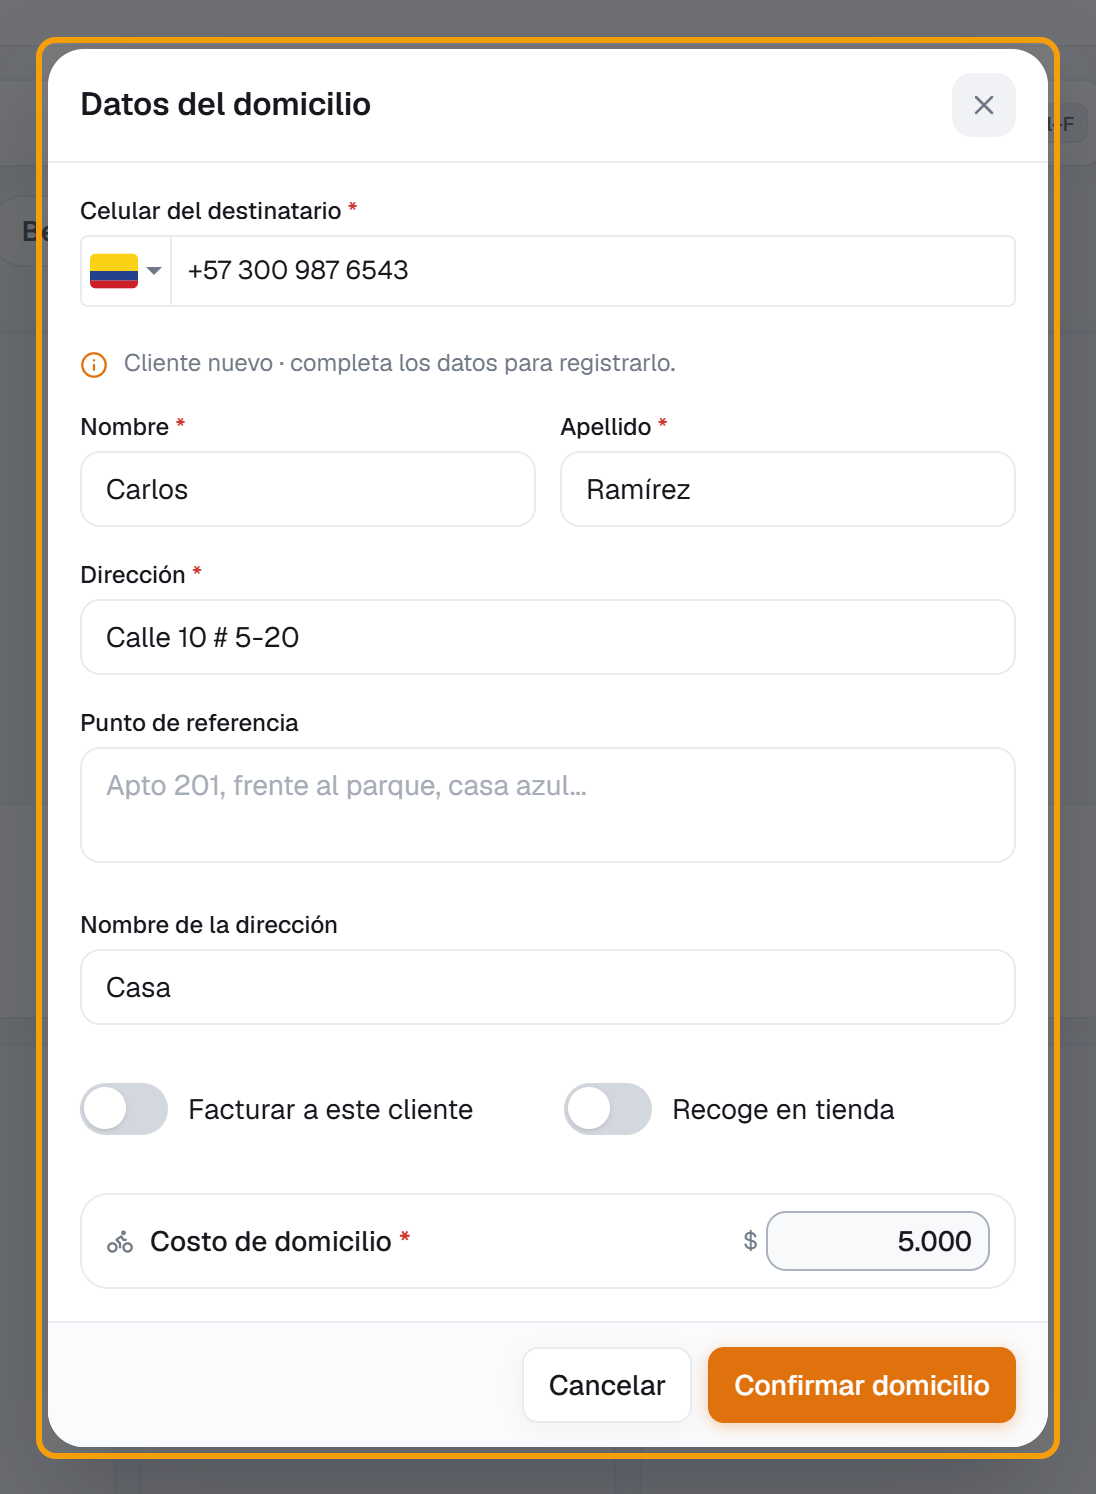 Datos del domicilio
Celular del destinatario *
+57 300 987 6543
Cliente nuevo · completa los datos para registrarlo.
Nombre *
Apellido *
Carlos
Ramírez
Dirección *
Calle 10 # 5-20
Punto de referencia
Apto 201, frente al parque, casa azul...
Nombre de la dirección
Casa
Facturar a este cliente
Recoge en tienda
Costo de domicilio *
$ 5.000
Cancelar
Confirmar domicilio